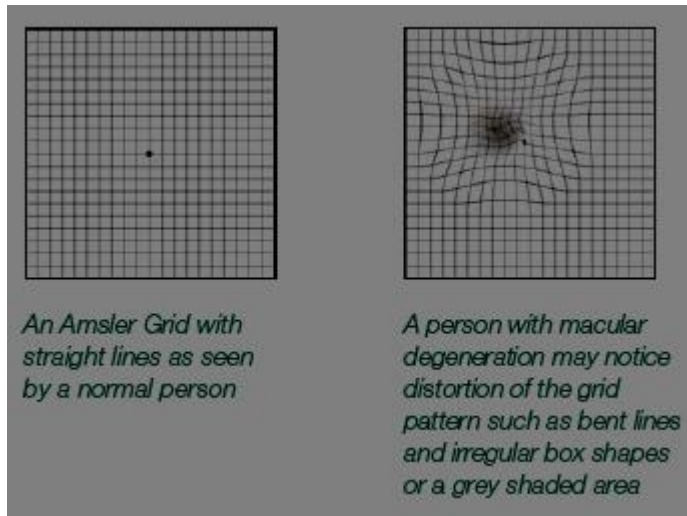 An Amsler Grid with
straight lines as seen
by a normal person
A person with macular
degeneration may notice
distortion of the grid
pattern such as bent lines
and irregular box shapes
or a grey shaded area